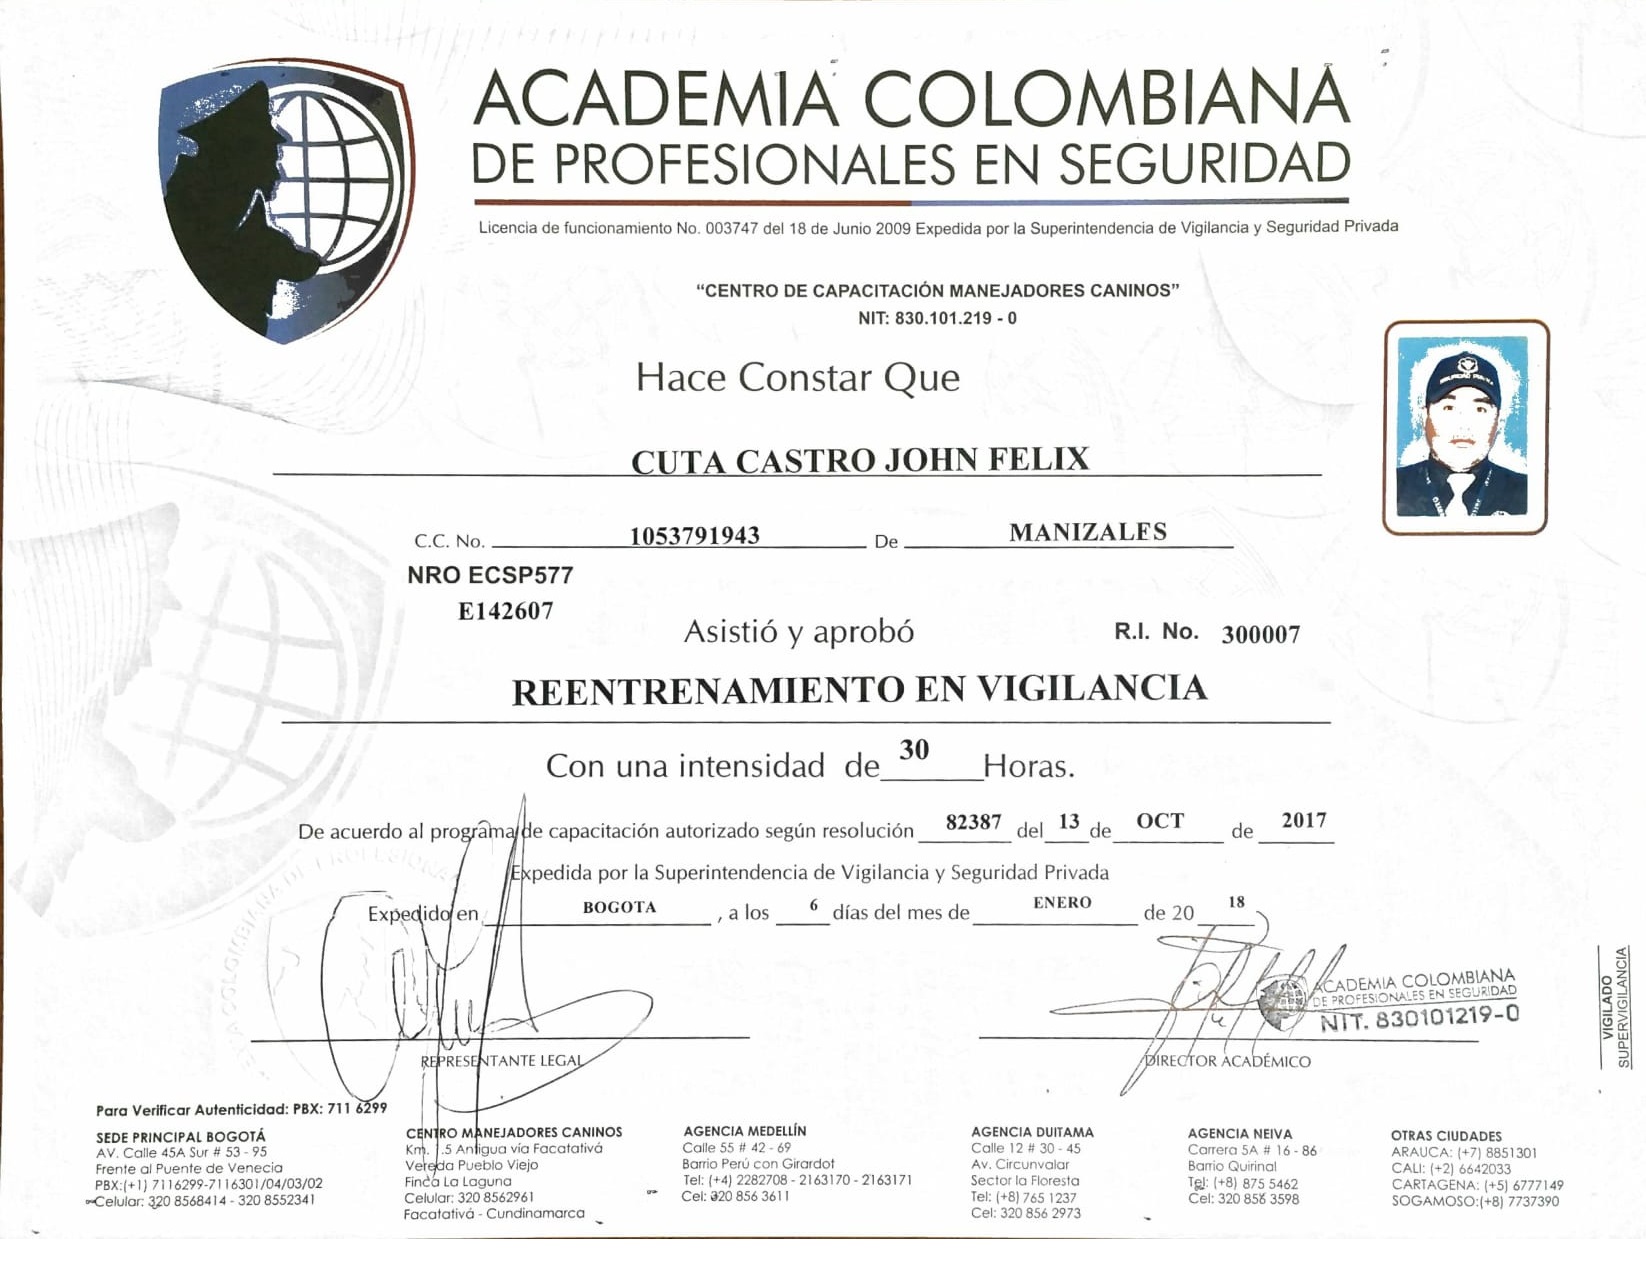 ACADEMIA COLOMBIANA
DE PROFESIONALES EN SEGURIDAD
Licencia de funcionamiento No. 003747 del 18 de Junio 2009 Expedida por la Superintendencia de Vigilancia y Seguridad Privada
“CENTRO DE CAPACITACIÓN MANEJADORES CANINOS”
NIT: 830.101.219 - 0
Hace Constar Que
CUTA CASTRO JOHN FELIX
C.C. No. 1053791943 De MANIZALES
NRO ECSP577
E142607
Asistió y aprobó R.I. No. 300007
REENTRENAMIENTO EN VIGILANCIA
Con una intensidad de 30 Horas.
De acuerdo al programa de capacitación autorizado según resolución 82387 del 13 de OCT de 2017
Expedida por la Superintendencia de Vigilancia y Seguridad Privada
Expedido en BOGOTA , a los 6 días del mes de ENERO de 20 18
ACADEMIA COLOMBIANA
DE PROFESIONALES EN SEGURIDAD
NIT. 830101219-0
REPRESENTANTE LEGAL
DIRECTOR ACADÉMICO
VIGILADO
SUPERVIGILANCIA
Para Verificar Autenticidad: PBX: 711 6299
SEDE PRINCIPAL BOGOTÁ
AV. Calle 45A Sur # 53 - 95
Frente al Puente de Venecia
PBX:(+1) 7116299-7116301/04/03/02
Celular: 320 8568414 - 320 8552341
CENTRO MANEJADORES CANINOS
Km. 1.5 Antigua vía Facatativá
Vereda Pueblo Viejo
Finca La Laguna
Celular: 320 8562961
Facatativá - Cundinamarca
AGENCIA MEDELLÍN
Calle 55 # 42 - 69
Barrio Perú con Girardot
Tel: (+4) 2282708 - 2163170 - 2163171
Cel: 320 856 3611
AGENCIA DUITAMA
Calle 12 # 30 - 45
Av. Circunvalar
Sector la Floresta
Tel: (+8) 765 1237
Cel: 320 856 2973
AGENCIA NEIVA
Carrera 5A # 16 - 86
Barrio Quirinal
Tel: (+8) 875 5462
Cel: 320 856 3598
OTRAS CIUDADES
ARAUCA: (+7) 8851301
CALI: (+2) 6642033
CARTAGENA: (+5) 6777149
SOGAMOSO:(+8) 7737390